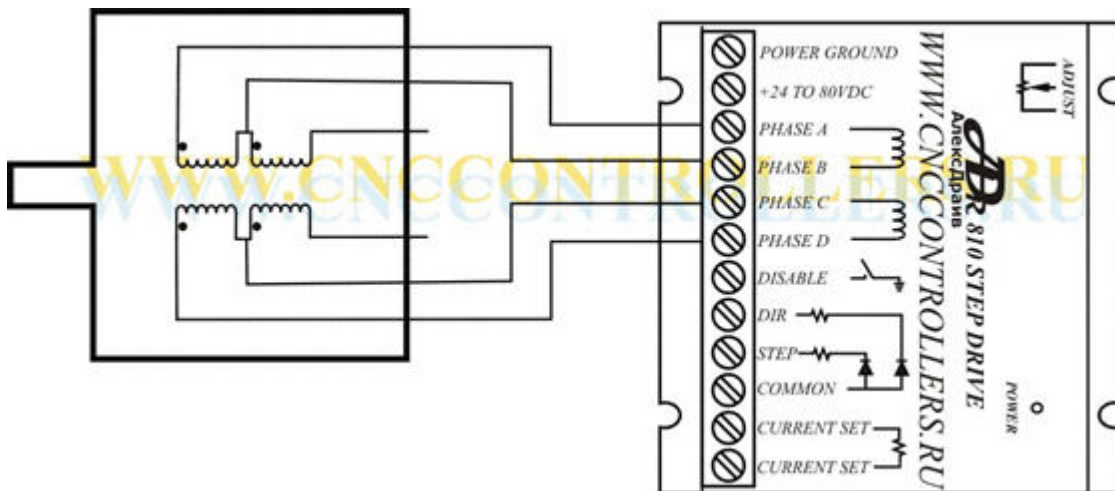 POWER GROUND
+24 TO 80VDC
PHASE A
PHASE B
PHASE C
PHASE D
DISABLE
DIR
STEP
COMMON
CURRENT SET
CURRENT SET
WWW.CNCCONTROLLERS.RU
WWW.CNCCONTROLLERS.RU
АлексДрайв
810 STEP DRIVE
ADJUST
POWER